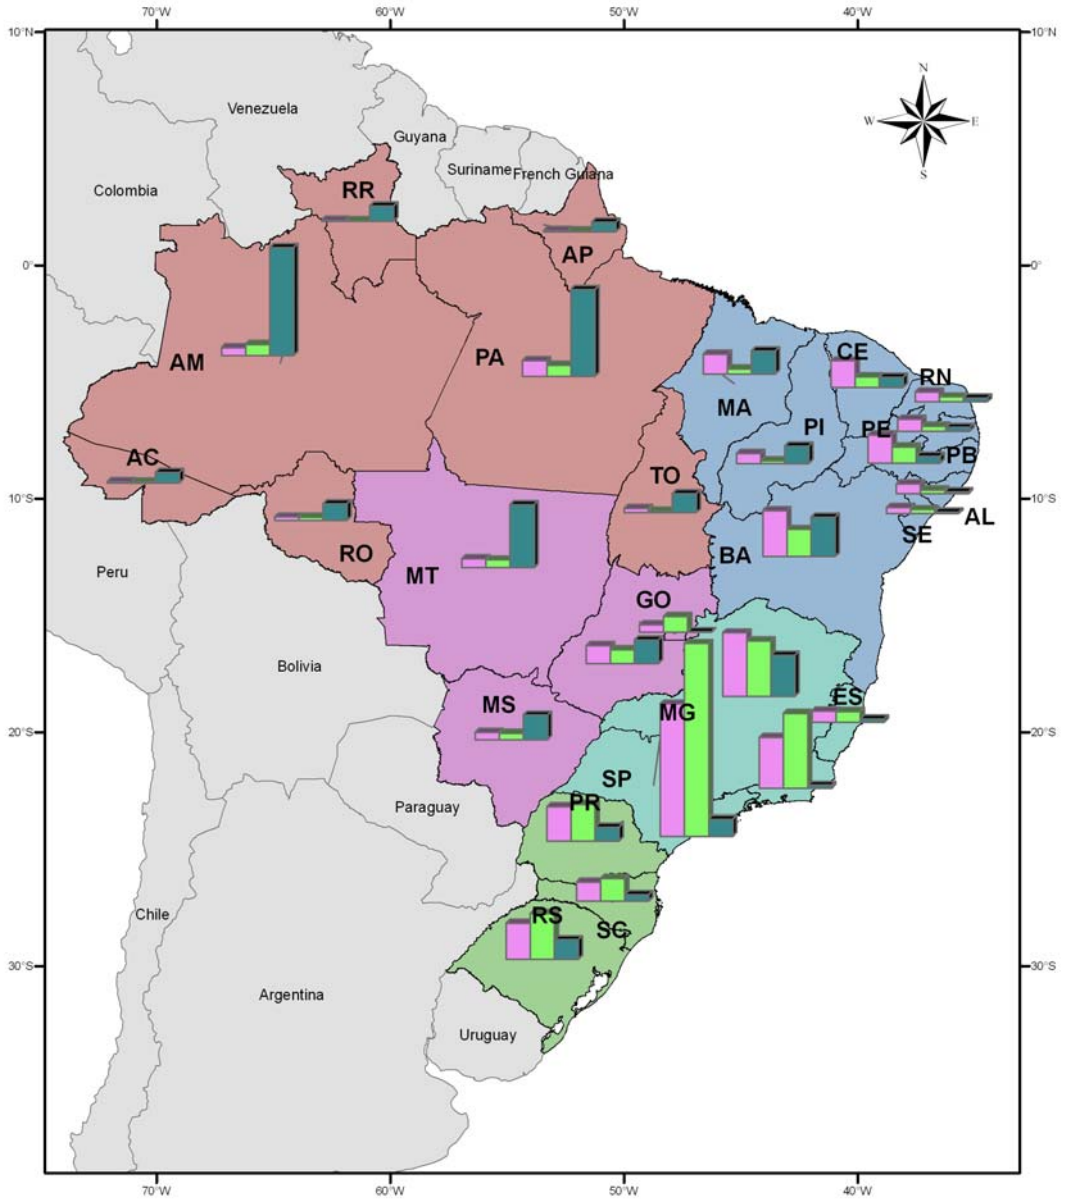 70°W 60°W 50°W 40°W
10°N 10°N
N
Venezuela
W E
Guyana
Suriname
French Guiana
S
Colombia
RR
AP
0° 0°
AM
PA
CE
RN
MA
PI
PE
PB
AC
TO
10°S 10°S
AL
SE
RO
BA
MT
Peru
GO
Bolivia
MS
MG
ES
20°S 20°S
SP
PR
Paraguay
Chile
RS
SC
30°S 30°S
Argentina
Uruguay
70°W 60°W 50°W 40°W